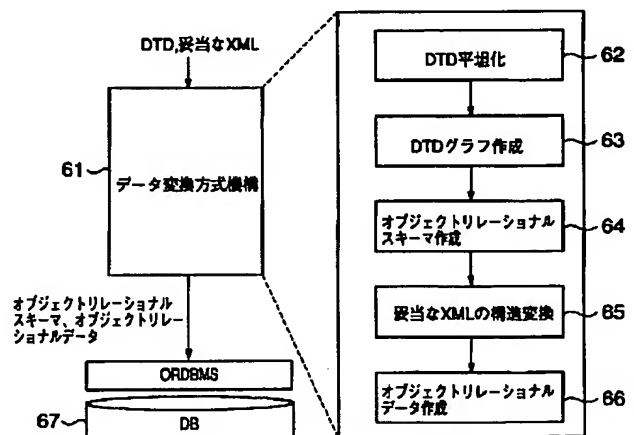 DTD,妥当なXML
61
データ変換方式機構
オブジェクトリレーショナル
スキーマ、オブジェクトリレー
ショナルデータ
ORDBMS
67
DB
DTD平坦化
62
DTDグラフ作成
63
オブジェクトリレーショナル
スキーマ作成
64
妥当なXMLの構造変換
65
オブジェクトリレーショナル
データ作成
66